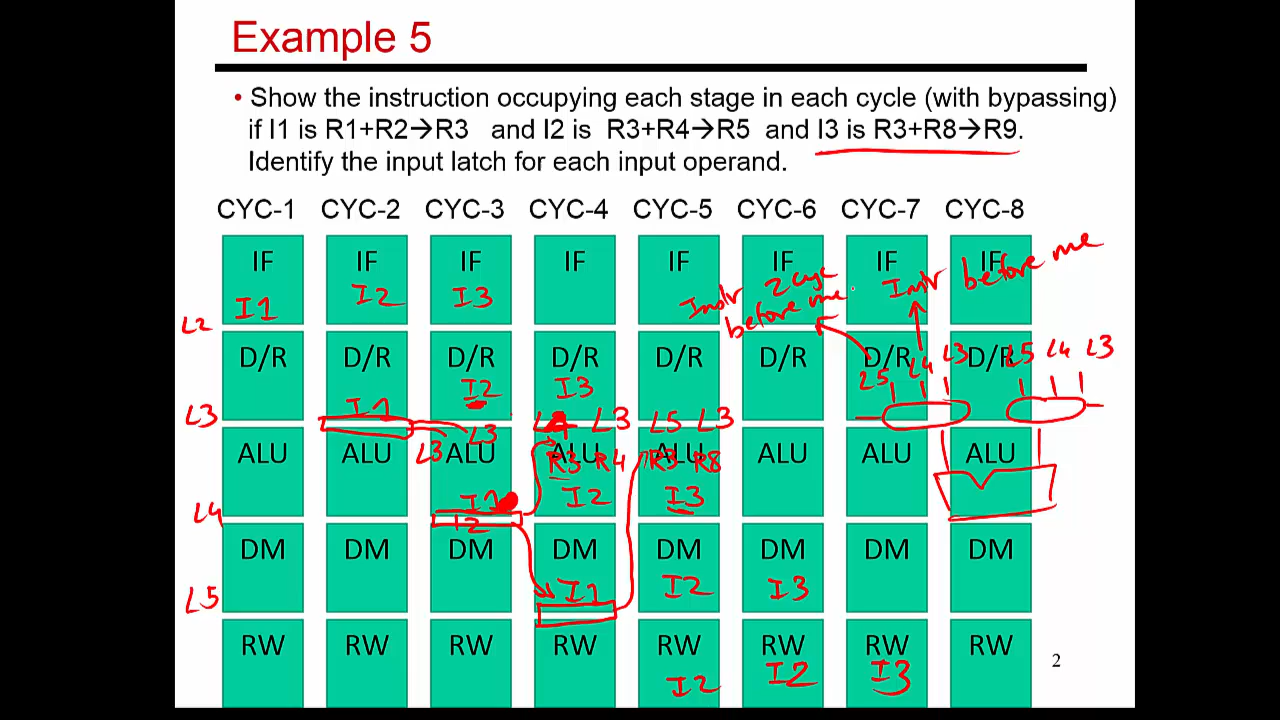 Example 5
• Show the instruction occupying each stage in each cycle (with bypassing)
if I1 is R1+R2→R3 and I2 is R3+R4→R5 and I3 is R3+R8→R9.
Identify the input latch for each input operand.
CYC-1 CYC-2 CYC-3 CYC-4 CYC-5 CYC-6 CYC-7 CYC-8
IF IF IF IF IF IF IF IF
I1 I2 I3 Instr 2 cyc before me Instr before me
L2
D/R D/R D/R D/R D/R D/R D/R D/R
I2 I3 L5 L4 L3 L5 L4 L3
L3 I1 L3 L3 L4 L3 L5 L3
ALU ALU ALU ALU ALU ALU ALU ALU
R3 R4 R3 R8
I1 I2 I3
L4 I2
DM DM DM DM DM DM DM DM
L5 I1 I2 I3
RW RW RW RW RW RW RW RW
I2 I2 I3
2